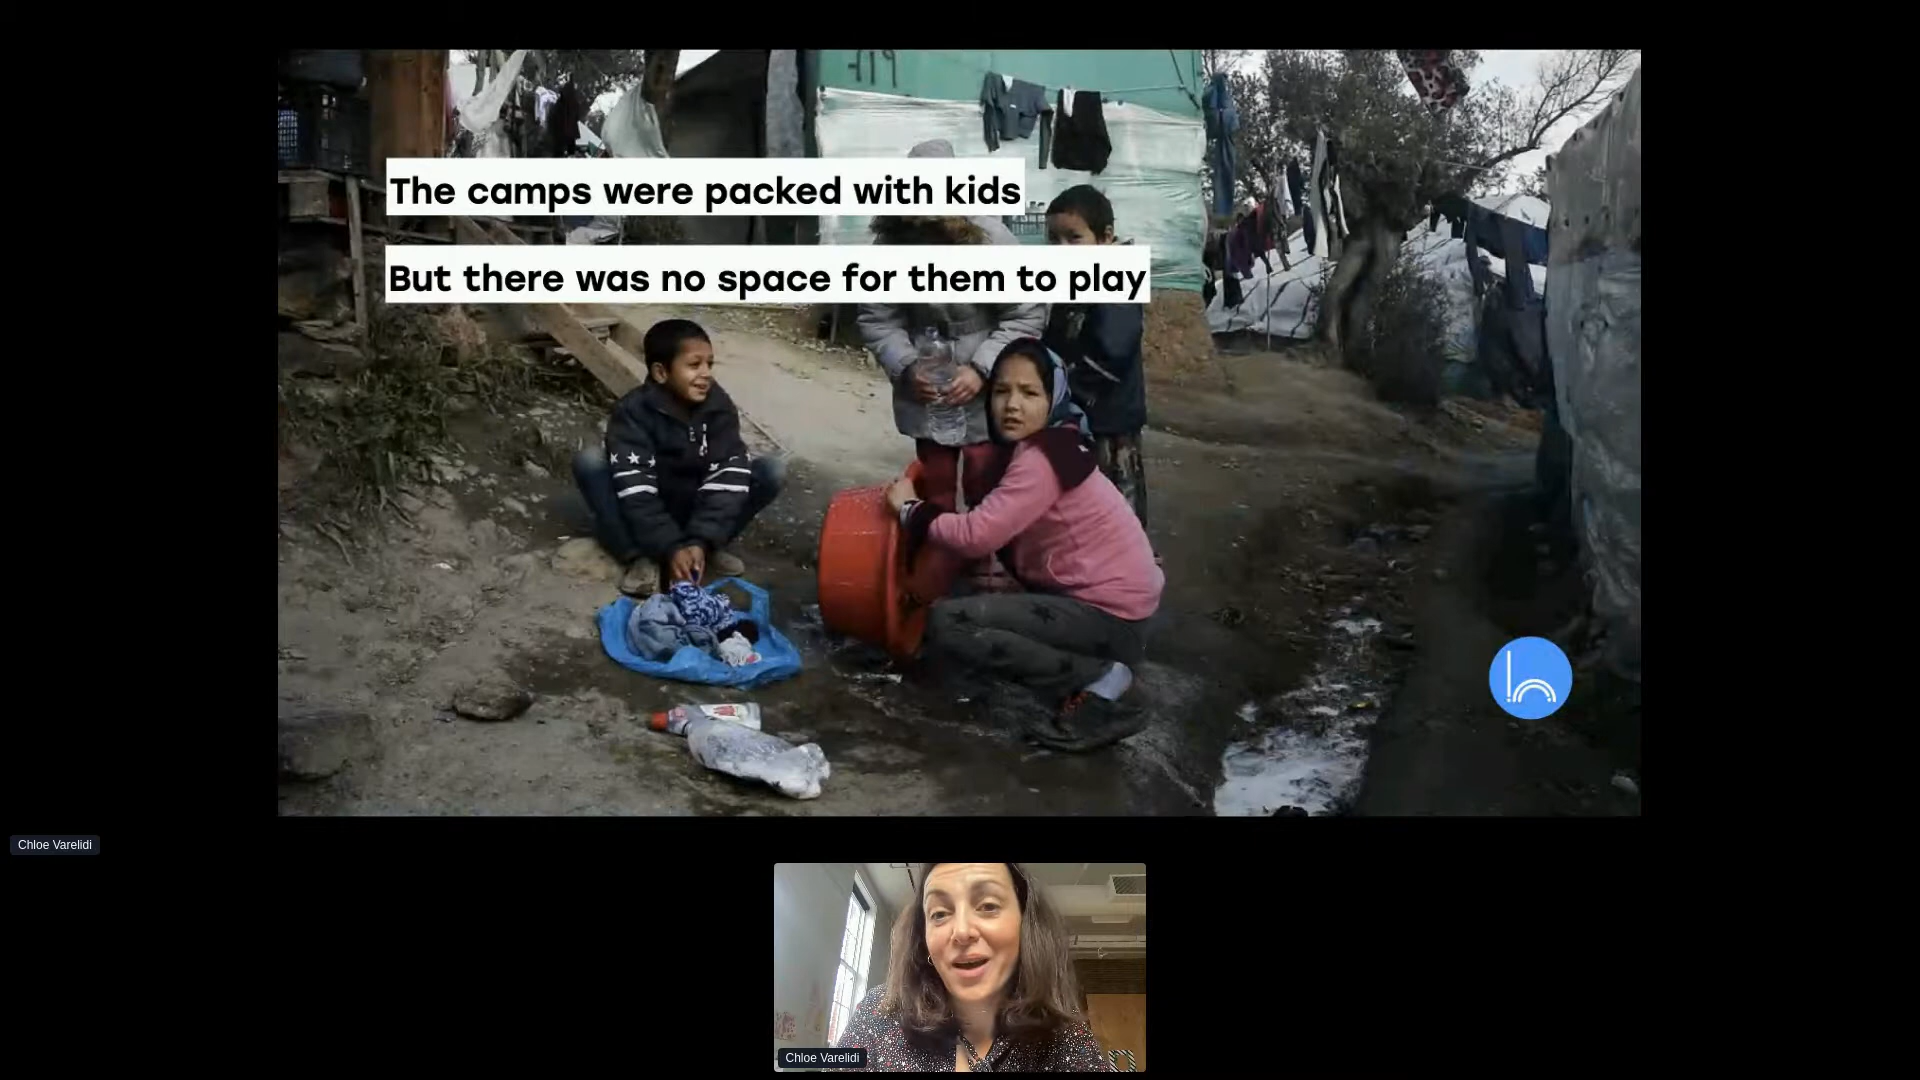 The camps were packed with kids
But there was no space for them to play
Chloe Varelidi
Chloe Varelidi